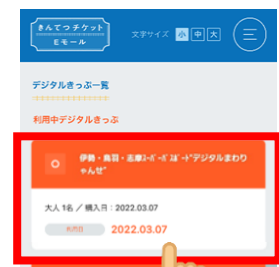 きんてつチケット
Eモール
文字サイズ 小 中 大
デジタルきっぷ一覧
利用中デジタルきっぷ
伊勢・鳥羽・志摩スーパーパスポート"デジタルまわり
ゃんせ"
大人 1名 / 購入日：2022.03.07
利用日 2022.03.07